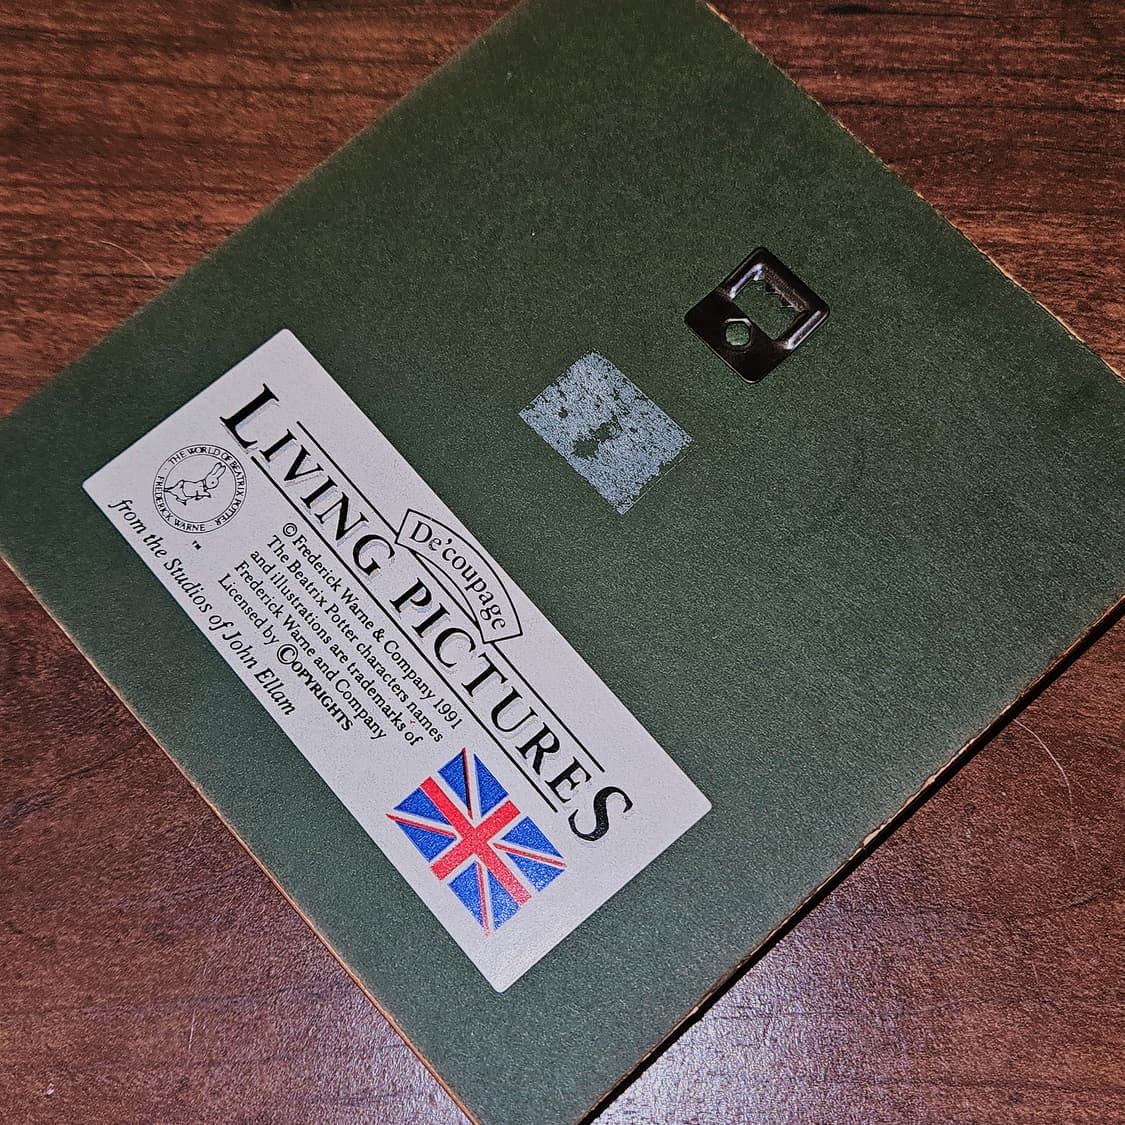 LIVING PICTURES
De'coupage
THE WORLD OF BEATRIX POTTER
FREDERICK WARNE
TM
© Frederick Warne & Company 1991
The Beatrix Potter characters names
and illustrations are trademarks of
Frederick Warne and Company
Licensed by ©OPYRIGHTS
from the Studios of John Ellam